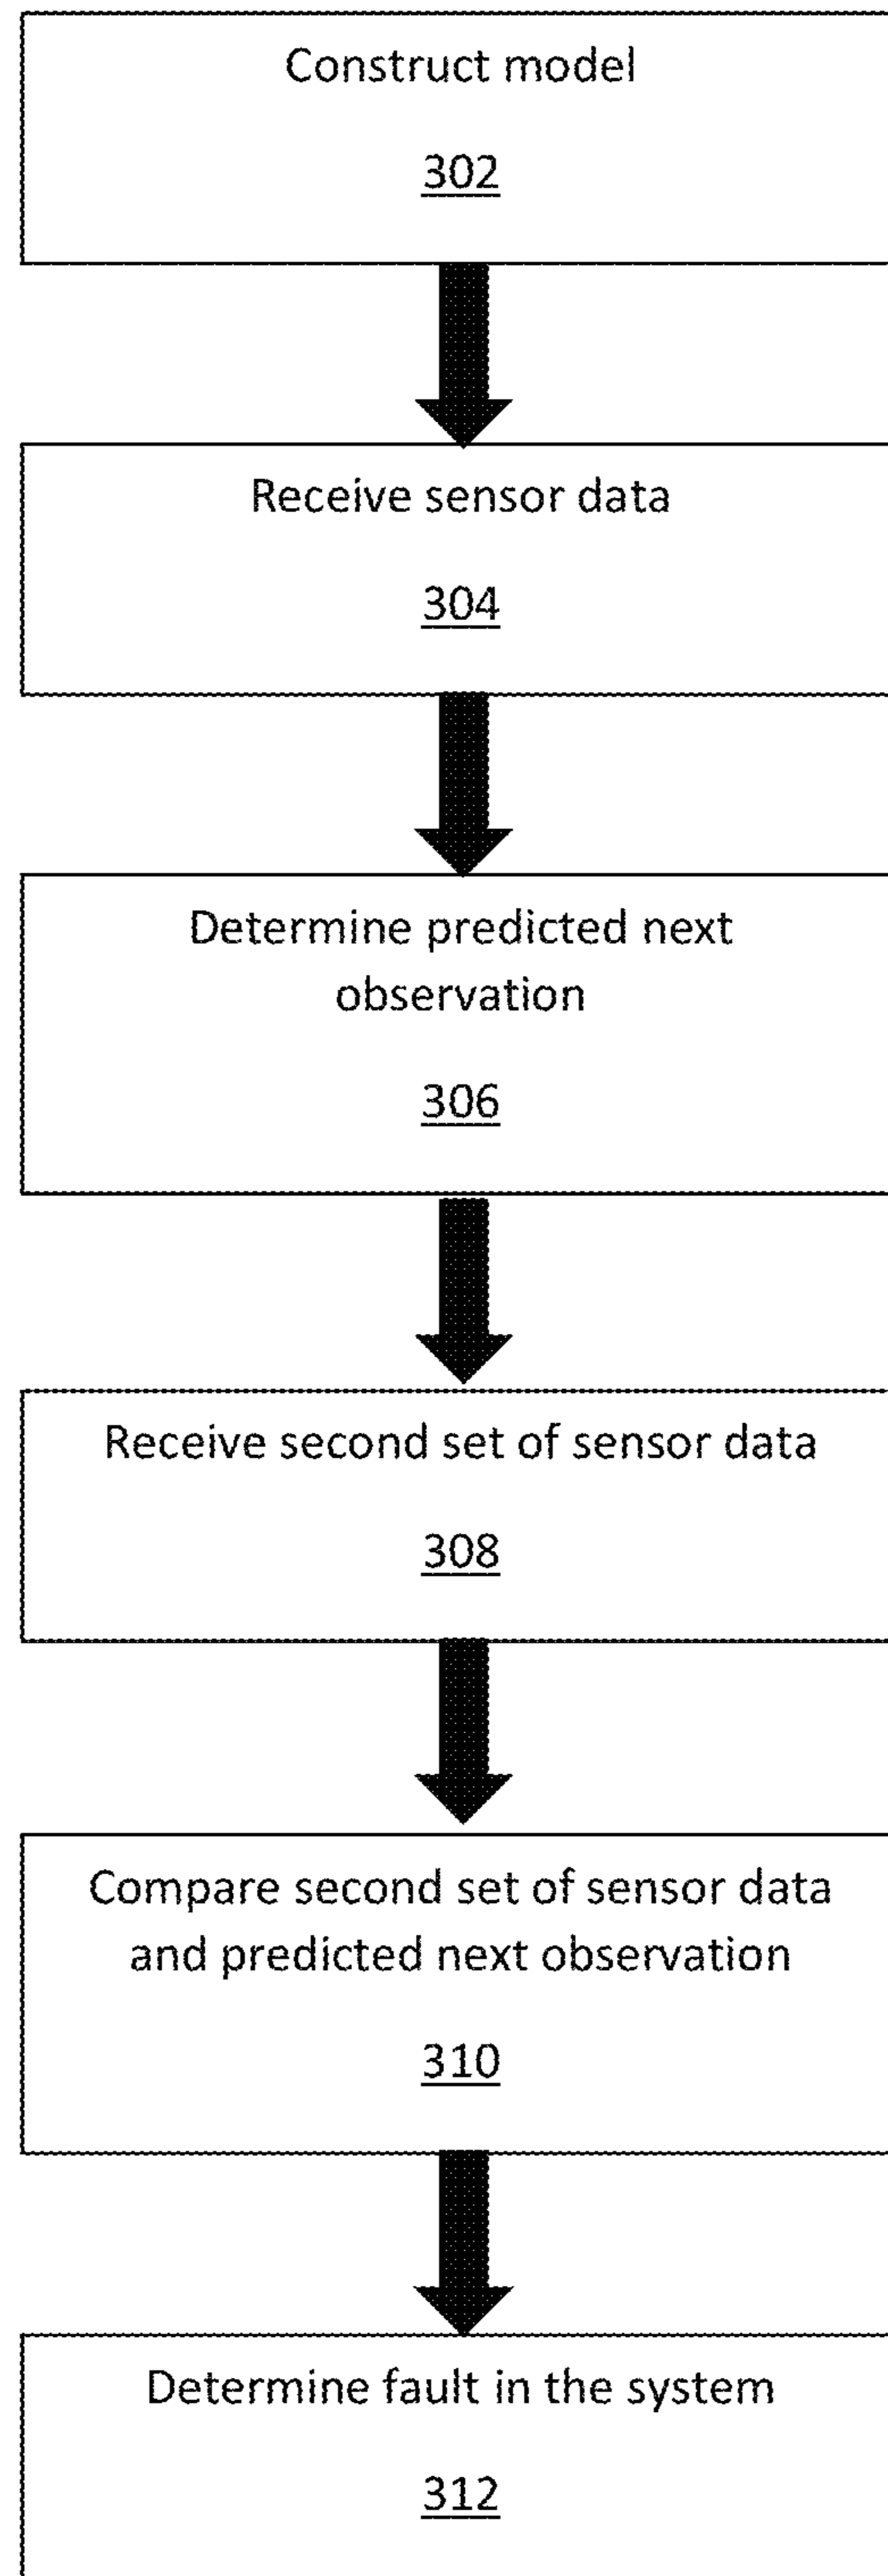 Construct model
302
Receive sensor data
304
Determine predicted next
observation
306
Receive second set of sensor data
308
Compare second set of sensor data
and predicted next observation
310
Determine fault in the system
312